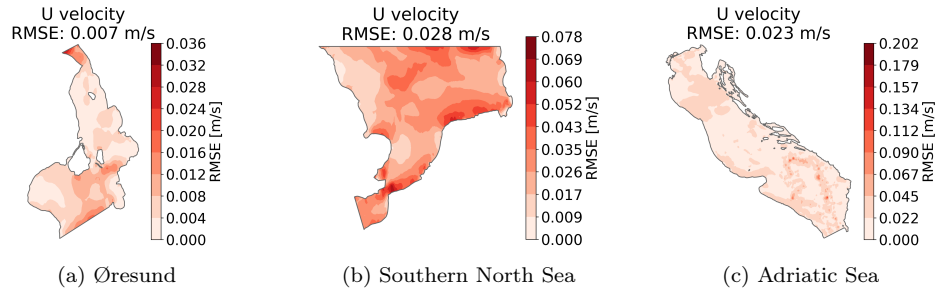 U velocity
RMSE: 0.007 m/s
0.036
0.032
0.028
0.024
0.020
0.016
0.012
0.008
0.004
0.000
RMSE [m/s]
(a) Øresund
U velocity
RMSE: 0.028 m/s
0.078
0.069
0.060
0.052
0.043
0.035
0.026
0.017
0.009
0.000
RMSE [m/s]
(b) Southern North Sea
U velocity
RMSE: 0.023 m/s
0.202
0.179
0.157
0.134
0.112
0.090
0.067
0.045
0.022
0.000
RMSE [m/s]
(c) Adriatic Sea